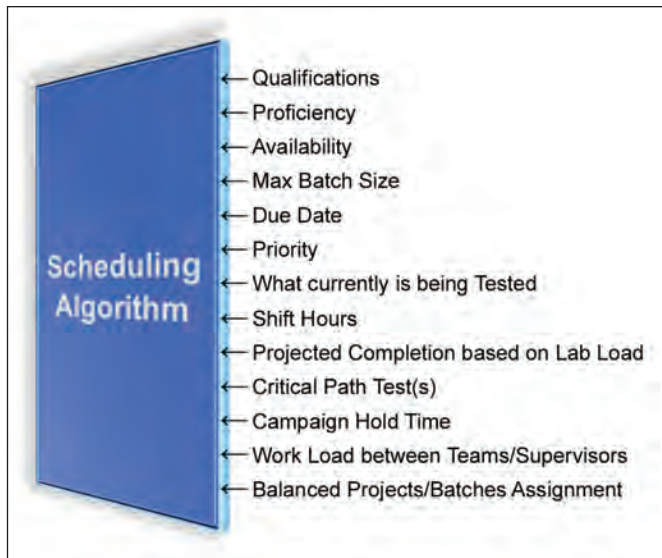 Scheduling
Algorithm
← Qualifications
← Proficiency
← Availability
← Max Batch Size
← Due Date
← Priority
← What currently is being Tested
← Shift Hours
← Projected Completion based on Lab Load
← Critical Path Test(s)
← Campaign Hold Time
← Work Load between Teams/Supervisors
← Balanced Projects/Batches Assignment